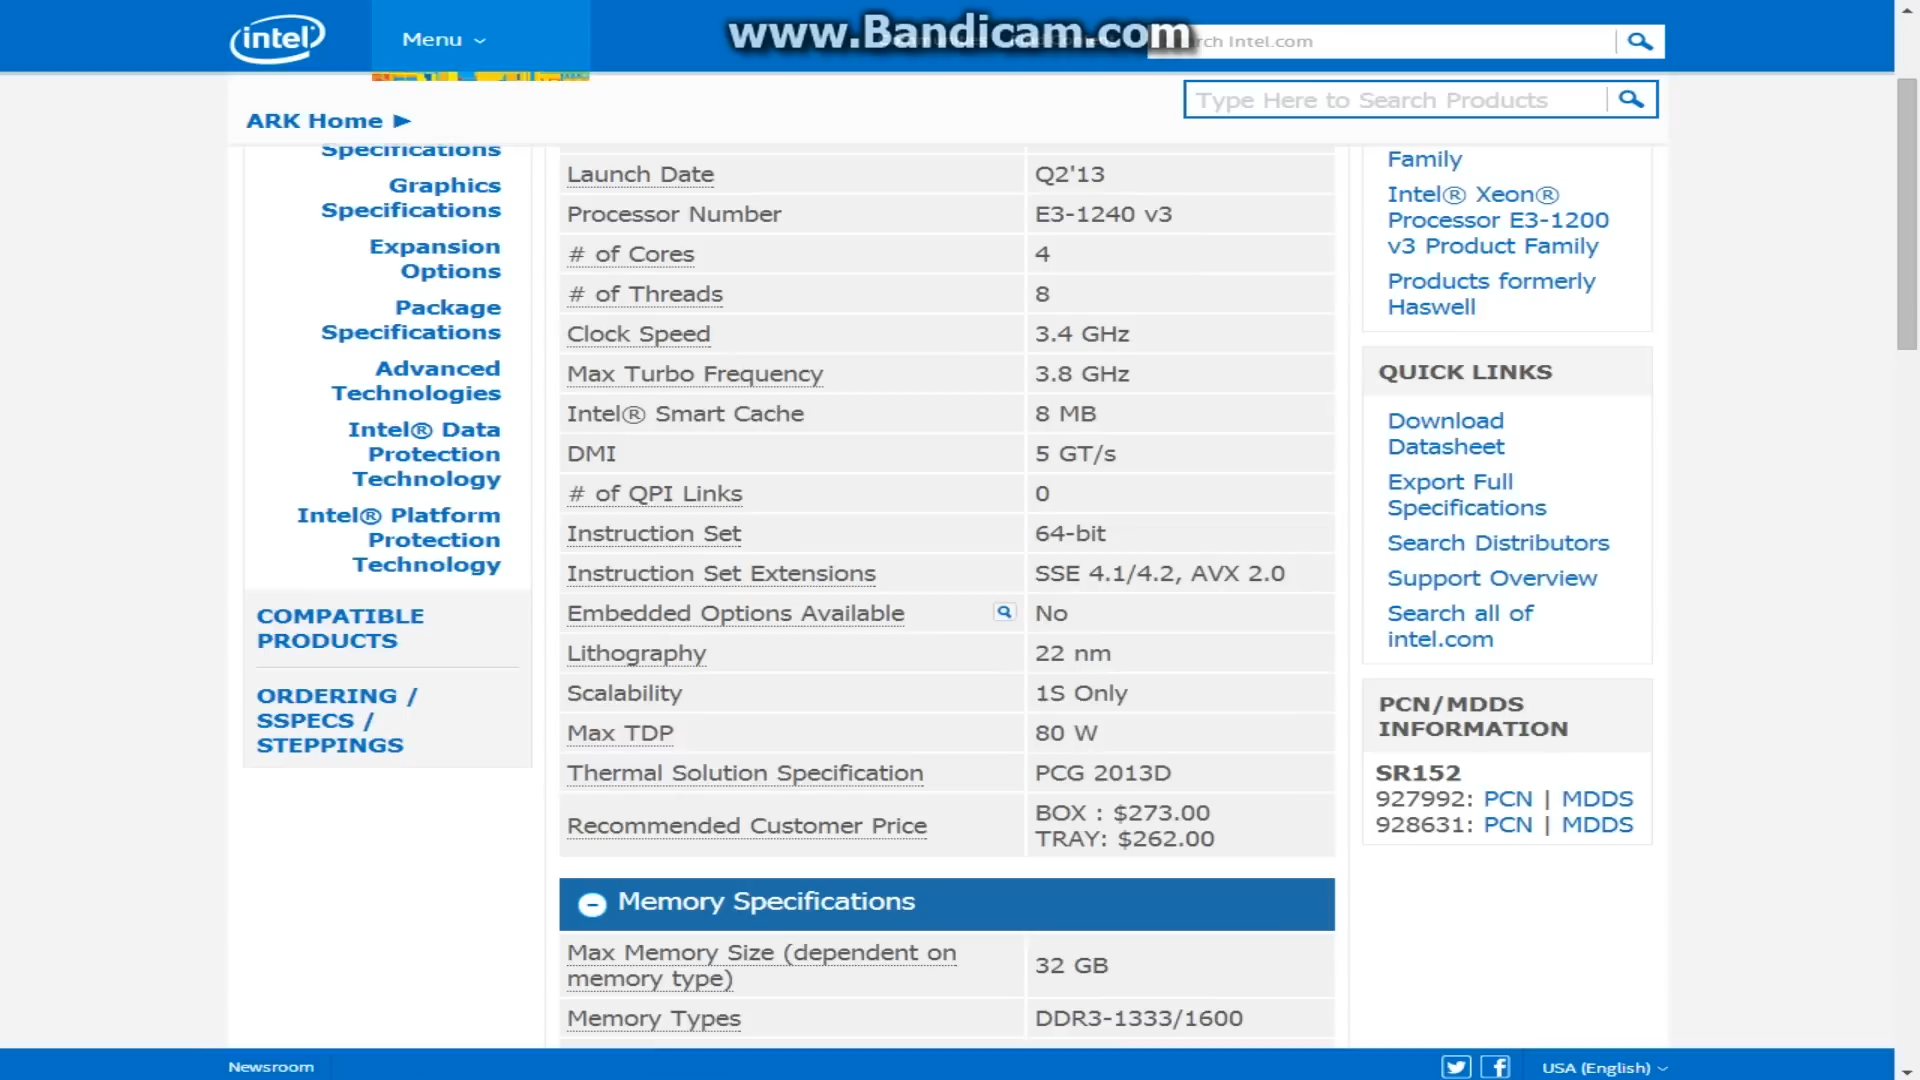 intel
Menu
www.Bandicam.com
rch Intel.com
Type Here to Search Products
ARK Home ►
Specifications
Graphics
Specifications
Expansion
Options
Package
Specifications
Advanced
Technologies
Intel® Data
Protection
Technology
Intel® Platform
Protection
Technology
COMPATIBLE
PRODUCTS
ORDERING /
SSPECS /
STEPPINGS
Launch Date Q2'13
Processor Number E3-1240 v3
# of Cores 4
# of Threads 8
Clock Speed 3.4 GHz
Max Turbo Frequency 3.8 GHz
Intel® Smart Cache 8 MB
DMI 5 GT/s
# of QPI Links 0
Instruction Set 64-bit
Instruction Set Extensions SSE 4.1/4.2, AVX 2.0
Embedded Options Available No
Lithography 22 nm
Scalability 1S Only
Max TDP 80 W
Thermal Solution Specification PCG 2013D
Recommended Customer Price BOX : $273.00
TRAY: $262.00
Memory Specifications
Max Memory Size (dependent on
memory type) 32 GB
Memory Types DDR3-1333/1600
Family
Intel® Xeon®
Processor E3-1200
v3 Product Family
Products formerly
Haswell
QUICK LINKS
Download
Datasheet
Export Full
Specifications
Search Distributors
Support Overview
Search all of
intel.com
PCN/MDDS
INFORMATION
SR152
927992: PCN | MDDS
928631: PCN | MDDS
Newsroom
USA (English)